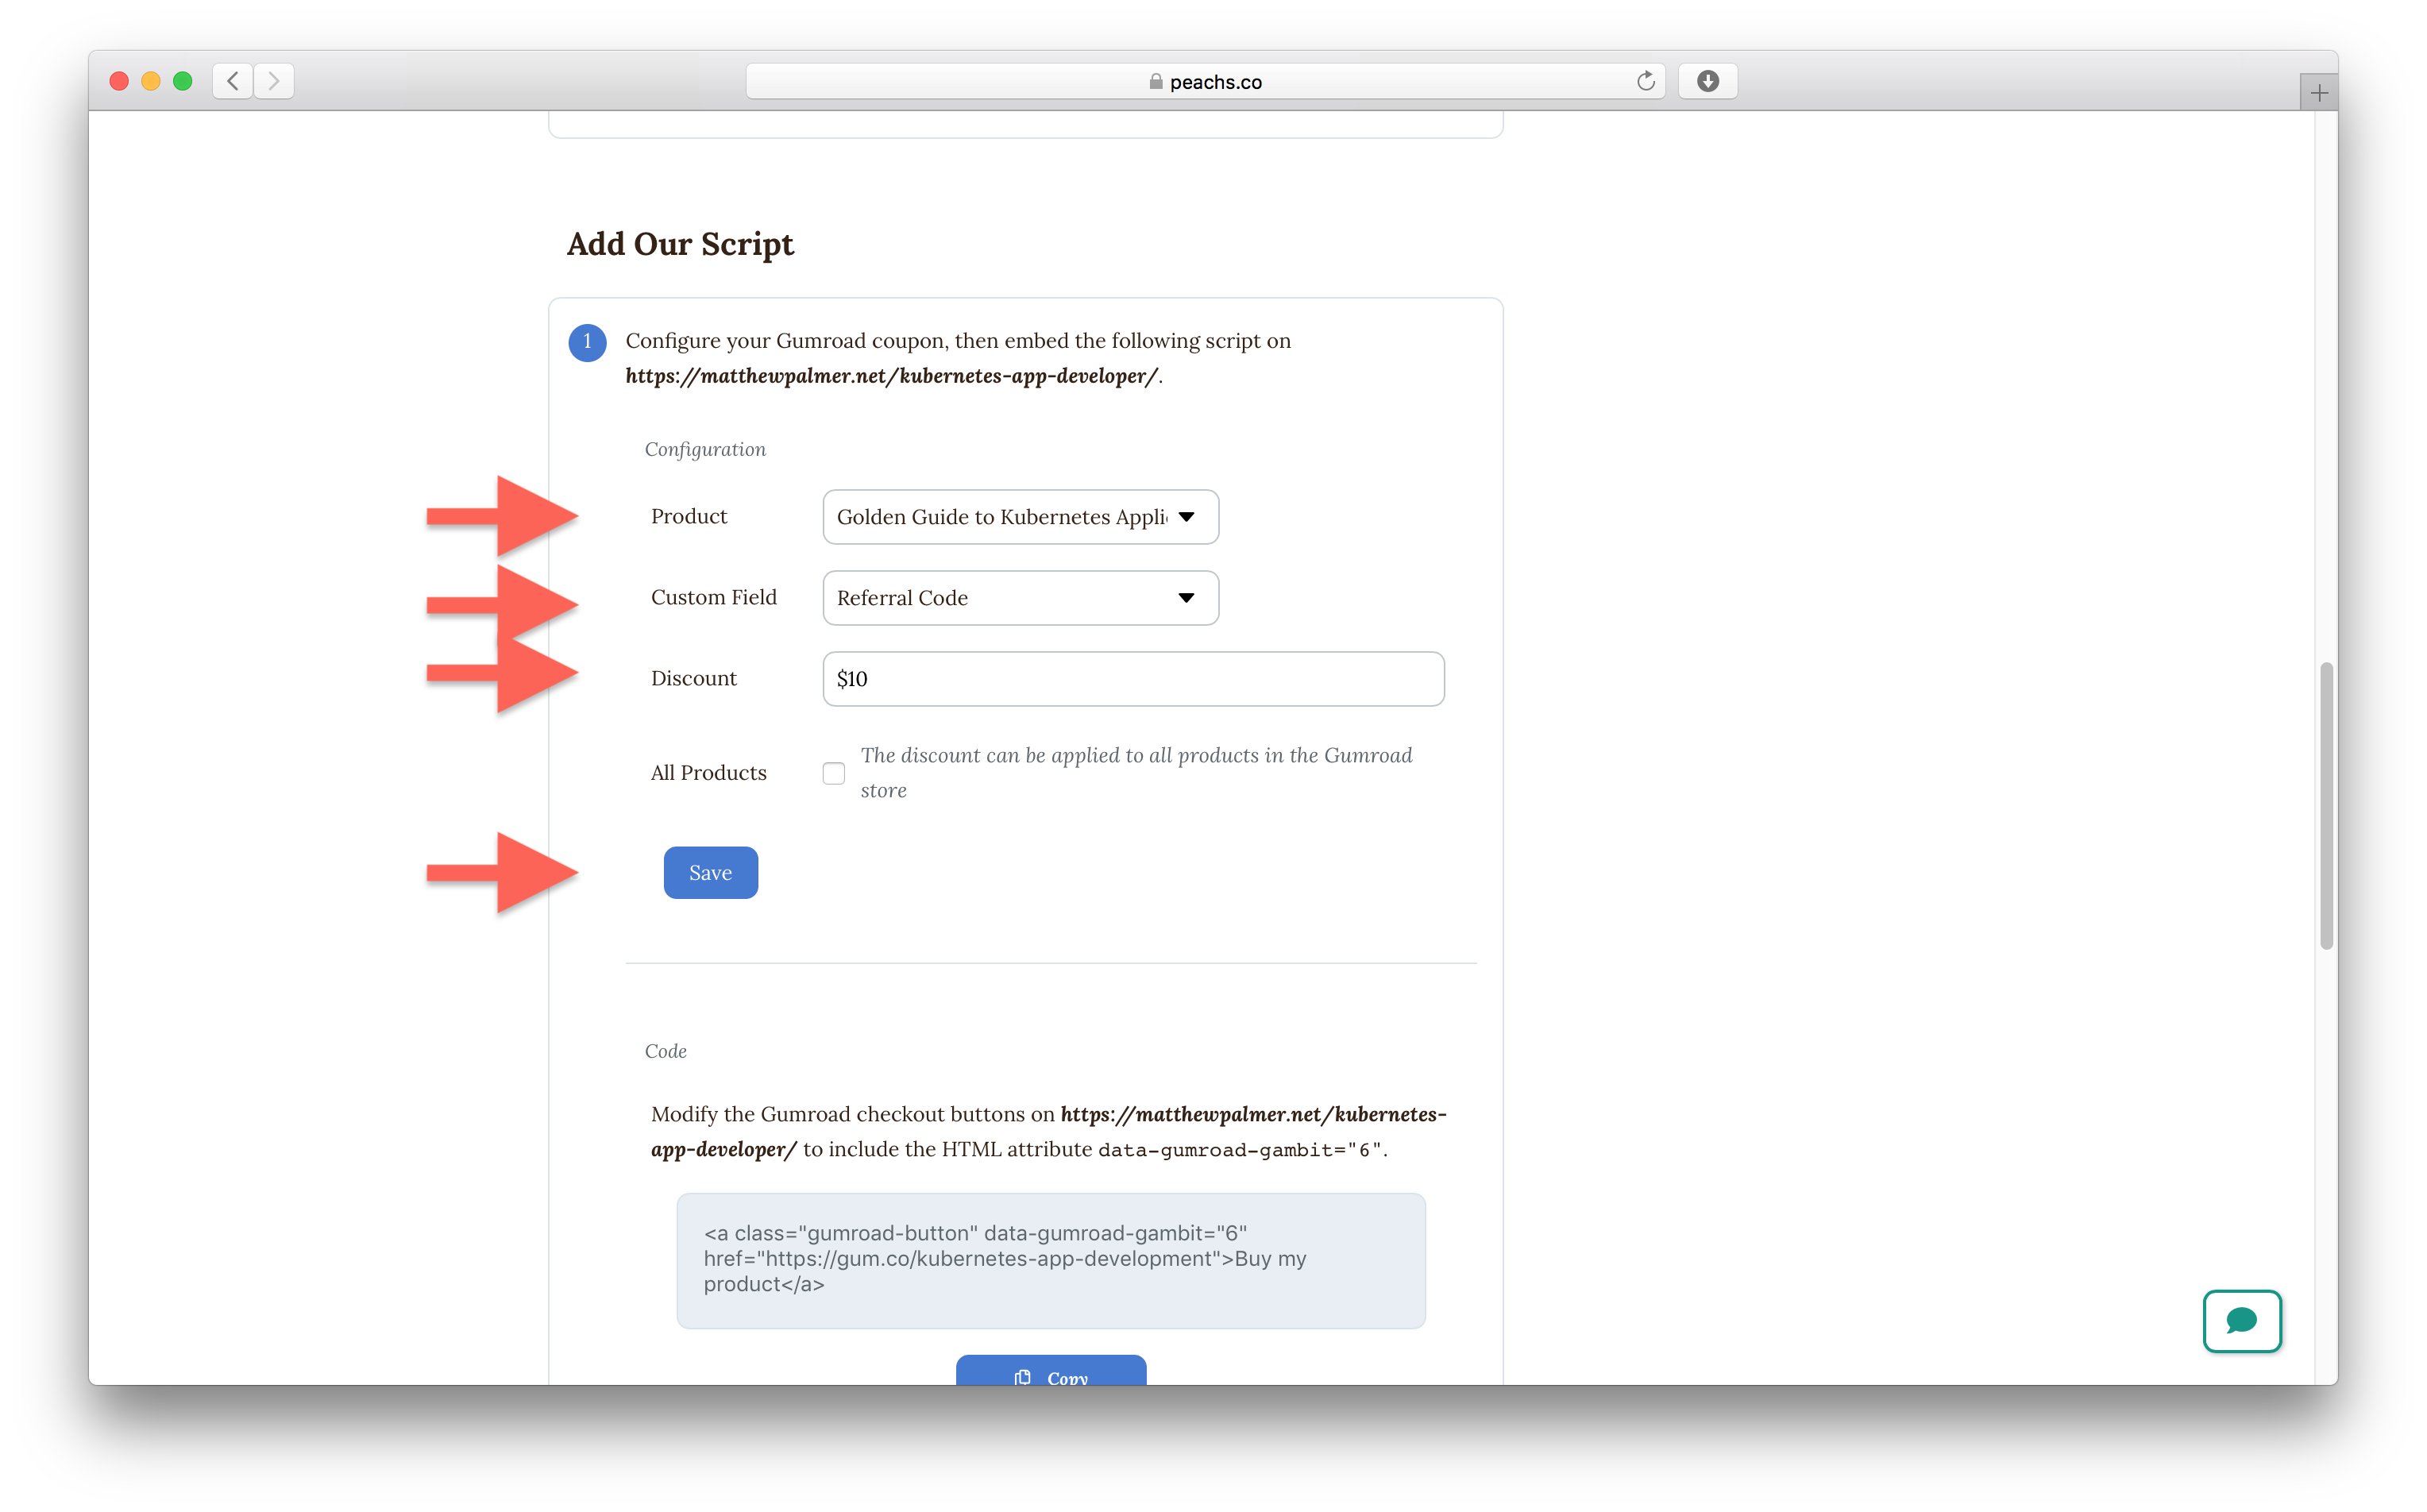 peachs.co
Add Our Script
1
Configure your Gumroad coupon, then embed the following script on
https://matthewpalmer.net/kubernetes-app-developer/.
Configuration
Product
Golden Guide to Kubernetes Appli
Custom Field
Referral Code
Discount
$10
All Products
The discount can be applied to all products in the Gumroad
store
Save
Code
Modify the Gumroad checkout buttons on https://matthewpalmer.net/kubernetes-
app-developer/ to include the HTML attribute data-gumroad-gambit="6".
<a class="gumroad-button" data-gumroad-gambit="6"
href="https://gum.co/kubernetes-app-development">Buy my
product</a>
Copy